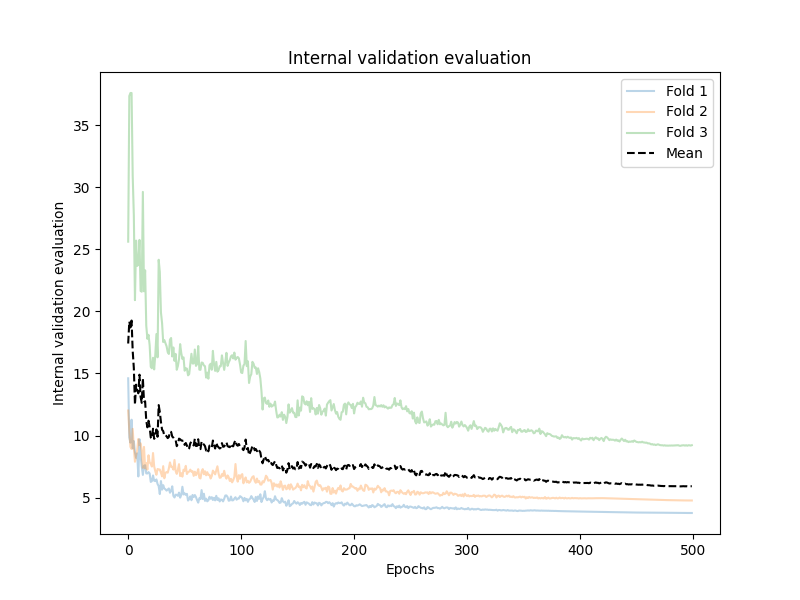 Internal validation evaluation
Internal validation evaluation
35
30
25
20
15
10
5
0
100
200
300
400
500
Epochs
Fold 1
Fold 2
Fold 3
Mean